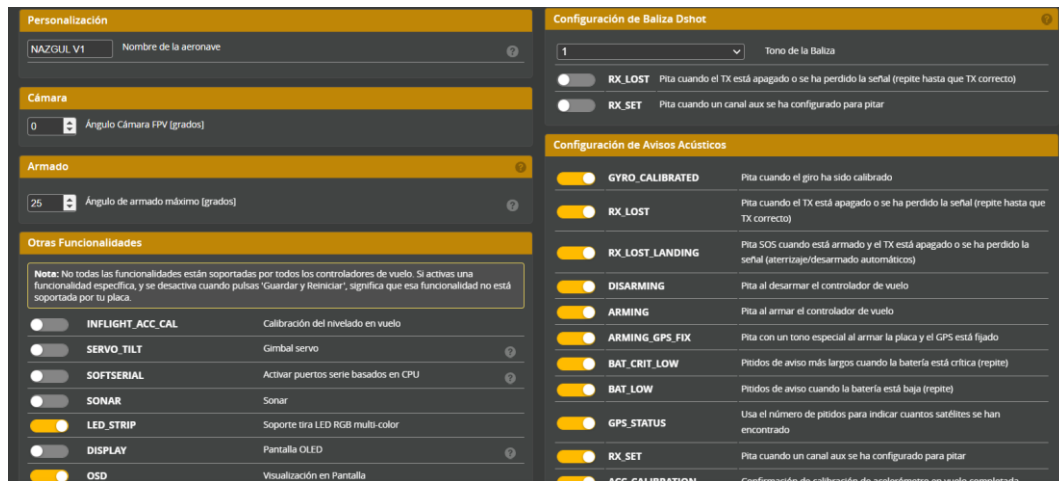 Personalización
NAZGUL V1 Nombre de la aeronave
Cámara
0 Ángulo Cámara FPV [grados]
Armado
25 Ángulo de armado máximo [grados]
Otras Funcionalidades
Nota: No todas las funcionalidades están soportadas por todos los controladores de vuelo. Si activas una
funcionalidad específica, y se desactiva cuando pulsas 'Guardar y Reiniciar', significa que esa funcionalidad no está
soportada por tu placa.
INFLIGHT_ACC_CAL Calibración del nivelado en vuelo
SERVO_TILT Gimbal servo
SOFTSERIAL Activar puertos serie basados en CPU
SONAR Sonar
LED_STRIP Soporte tira LED RGB multi-color
DISPLAY Pantalla OLED
OSD Visualización en Pantalla
Configuración de Baliza Dshot
1 Tono de la Baliza
RX_LOST Pita cuando el TX está apagado o se ha perdido la señal (repite hasta que TX correcto)
RX_SET Pita cuando un canal aux se ha configurado para pitar
Configuración de Avisos Acústicos
GYRO_CALIBRATED Pita cuando el giro ha sido calibrado
RX_LOST Pita cuando el TX está apagado o se ha perdido la señal (repite hasta que
TX correcto)
RX_LOST_LANDING Pita SOS cuando está armado y el TX está apagado o se ha perdido la
señal (aterrizaje/desarmado automáticos)
DISARMING Pita al desarmar el controlador de vuelo
ARMING Pita al armar el controlador de vuelo
ARMING_GPS_FIX Pita con un tono especial al armar la placa y el GPS está fijado
BAT_CRIT_LOW Pitidos de aviso más largos cuando la batería está crítica (repite)
BAT_LOW Pitidos de aviso cuando la batería está baja (repite)
GPS_STATUS Usa el número de pitidos para indicar cuantos satélites se han
encontrado
RX_SET Pita cuando un canal aux se ha configurado para pitar
ACC_CALIBRATION Confirmación de calibración de acelerómetro en vuelo completada